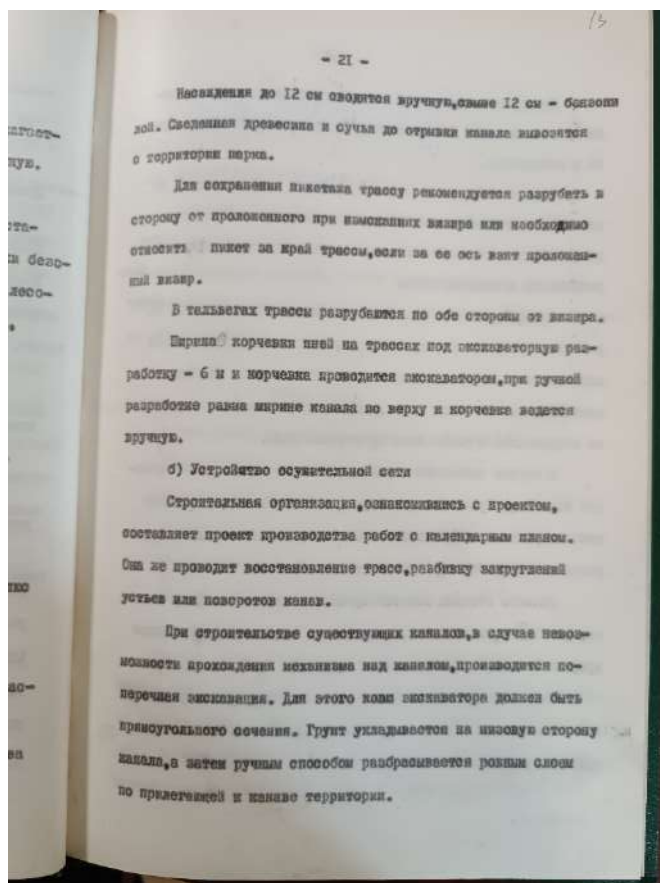 13
- 21 -
Насаждения до 12 см сводятся вручную, свыше 12 см - бензопи
лой. Сведенная древесина и сучья до отрывки канала вывозятся
с территории парка.
Для сохранения пикетажа трассу рекомендуется разрубать в
сторону от проложенного при изысканиях визира или необходимо
относить пикет за край трассы, если за ее ось взят проложен-
ный визир.
В тальвегах трассы разрубаются по обе стороны от визира.
Ширина корчевки пней на трассах под экскаваторную раз-
работку - 6 м и корчевка проводится экскаватором, при ручной
разработке равна ширине канала по верху и корчевка ведется
вручную.
б) Устройство осушительной сети
Строительная организация, ознакомившись с проектом,
составляет проект производства работ с календарным планом.
Она же проводит восстановление трасс, разбивку закруглений
устьев или поворотов канав.
При строительстве существующих каналов, в случае невоз-
можности прохождения механизма над каналом, производится по-
перечная экскавация. Для этого ковш экскаватора должен быть
прямоугольного сечения. Грунт укладывается на низовую сторону
канала, а затем ручным способом разбрасывается ровным слоем
по прилегающей к канаве территории.